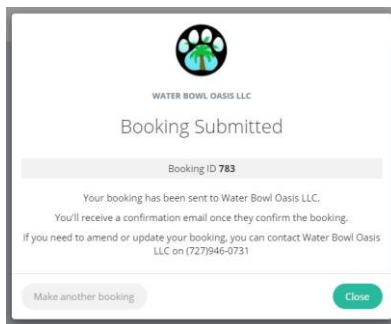 WATER BOWL OASIS LLC
Booking Submitted
Booking ID 783
Your booking has been sent to Water Bowl Oasis LLC.
You'll receive a confirmation email once they confirm the booking.
If you need to amend or update your booking, you can contact Water Bowl Oasis
LLC on (727)946-0731
Make another booking
Close